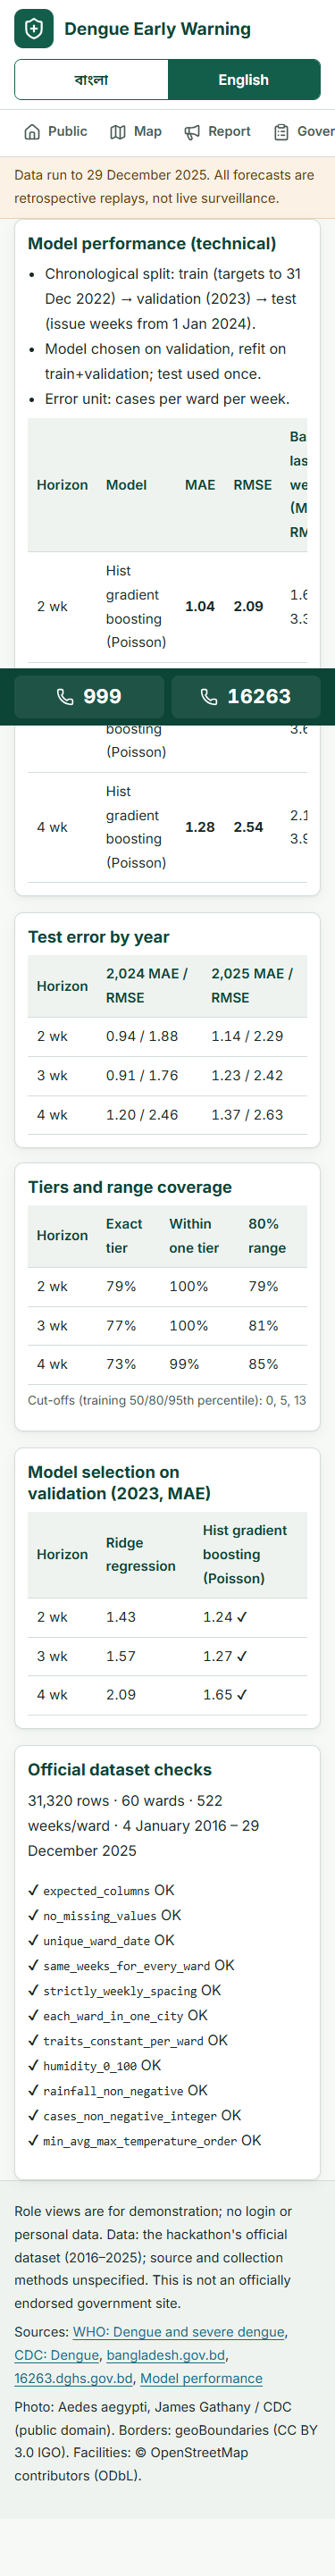 Dengue Early Warning
বাংলা
English
Public
Map
Report
Data run to 29 December 2025. All forecasts are
retrospective replays, not live surveillance.
Model performance (technical)
• Chronological split: train (targets to 31
Dec 2022) → validation (2023) → test
(issue weeks from 1 Jan 2024).
• Model chosen on validation, refit on
train+validation; test used once.
• Error unit: cases per ward per week.
Horizon Model MAE RMSE
2 wk Hist
gradient
boosting
(Poisson) 1.04 2.09
999
16263
boosting
(Poisson)
4 wk Hist
gradient
boosting
(Poisson) 1.28 2.54
Test error by year
Horizon 2,024 MAE / RMSE 2,025 MAE / RMSE
2 wk 0.94 / 1.88 1.14 / 2.29
3 wk 0.91 / 1.76 1.23 / 2.42
4 wk 1.20 / 2.46 1.37 / 2.63
Tiers and range coverage
Horizon Exact tier Within one tier 80% range
2 wk 79% 100% 79%
3 wk 77% 100% 81%
4 wk 73% 99% 85%
Cut-offs (training 50/80/95th percentile): 0, 5, 13
Model selection on
validation (2023, MAE)
Horizon Ridge regression Hist gradient boosting (Poisson)
2 wk 1.43 1.24 ✓
3 wk 1.57 1.27 ✓
4 wk 2.09 1.65 ✓
Official dataset checks
31,320 rows · 60 wards · 522
weeks/ward · 4 January 2016 – 29
December 2025
✓ expected_columns OK
✓ no_missing_values OK
✓ unique_ward_date OK
✓ same_weeks_for_every_ward OK
✓ strictly_weekly_spacing OK
✓ each_ward_in_one_city OK
✓ traits_constant_per_ward OK
✓ humidity_0_100 OK
✓ rainfall_non_negative OK
✓ cases_non_negative_integer OK
✓ min_avg_max_temperature_order OK
Role views are for demonstration; no login or
personal data. Data: the hackathon's official
dataset (2016–2025); source and collection
methods unspecified. This is not an officially
endorsed government site.
Sources: WHO: Dengue and severe dengue,
CDC: Dengue, bangladesh.gov.bd,
16263.dghs.gov.bd, Model performance
Photo: Aedes aegypti, James Gathany / CDC
(public domain). Borders: geoBoundaries (CC BY
3.0 IGO). Facilities: © OpenStreetMap
contributors (ODbL).